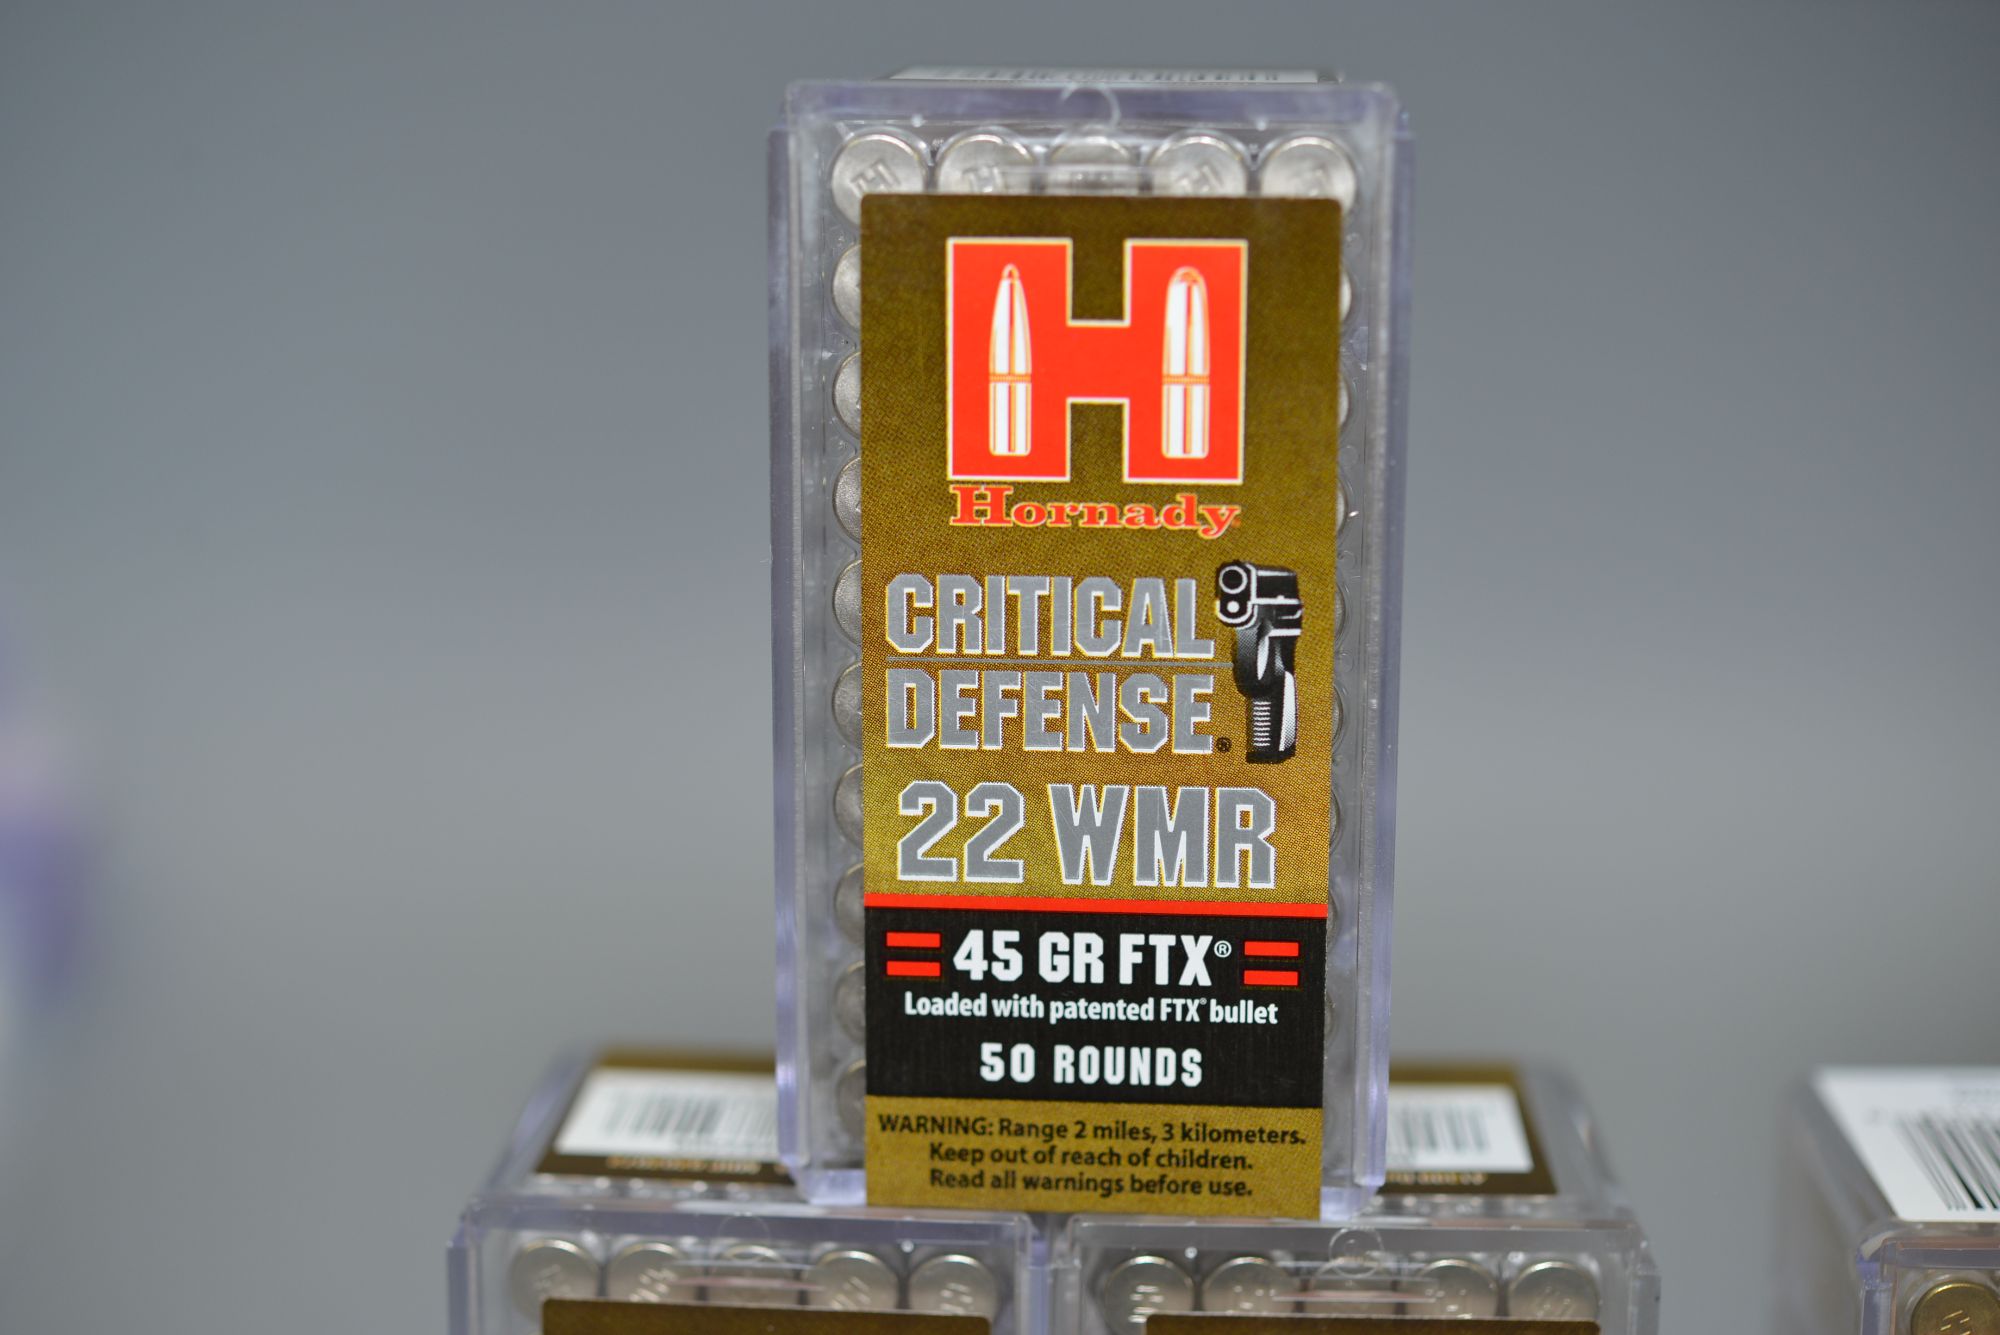 H
Hornady
CRITICAL
DEFENSE®
22 WMR
45 GR FTX®
Loaded with patented FTX® bullet
50 ROUNDS
WARNING: Range 2 miles, 3 kilometers.
Keep out of reach of children.
Read all warnings before use.